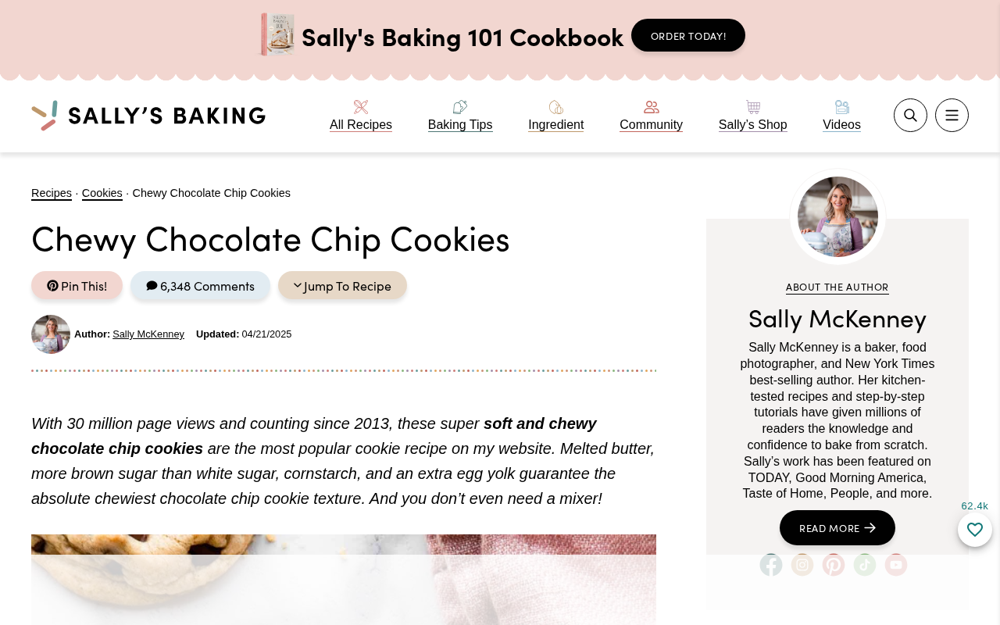 Sally's Baking 101 Cookbook
ORDER TODAY!
SALLY'S BAKING
All Recipes
Baking Tips
Ingredient
Community
Sally's Shop
Videos
Recipes · Cookies · Chewy Chocolate Chip Cookies
Chewy Chocolate Chip Cookies
Pin This!
6,348 Comments
Jump To Recipe
Author: Sally McKenney
Updated: 04/21/2025
With 30 million page views and counting since 2013, these super soft and chewy
chocolate chip cookies are the most popular cookie recipe on my website. Melted butter,
more brown sugar than white sugar, cornstarch, and an extra egg yolk guarantee the
absolute chewiest chocolate chip cookie texture. And you don’t even need a mixer!
ABOUT THE AUTHOR
Sally McKenney
Sally McKenney is a baker, food
photographer, and New York Times
best-selling author. Her kitchen-
tested recipes and step-by-step
tutorials have given millions of
readers the knowledge and
confidence to bake from scratch.
Sally’s work has been featured on
TODAY, Good Morning America,
Taste of Home, People, and more.
READ MORE
62.4k